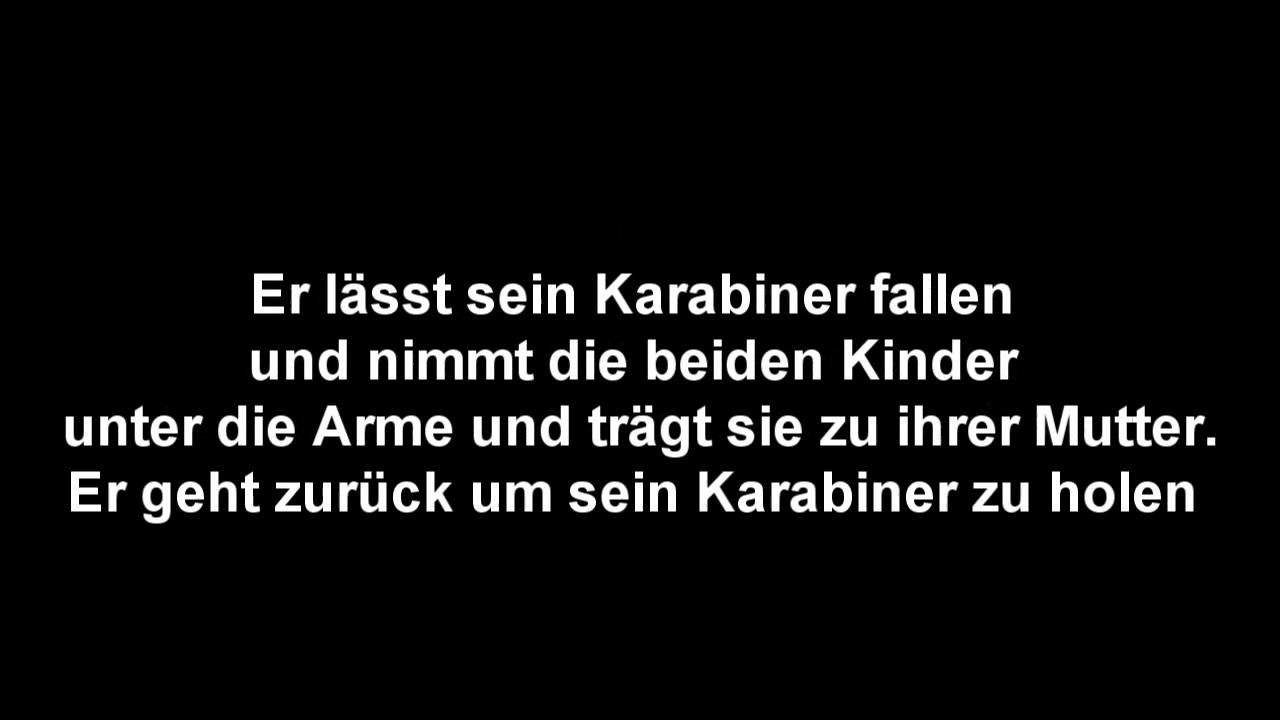 Er lässt sein Karabiner fallen
und nimmt die beiden Kinder
unter die Arme und trägt sie zu ihrer Mutter.
Er geht zurück um sein Karabiner zu holen